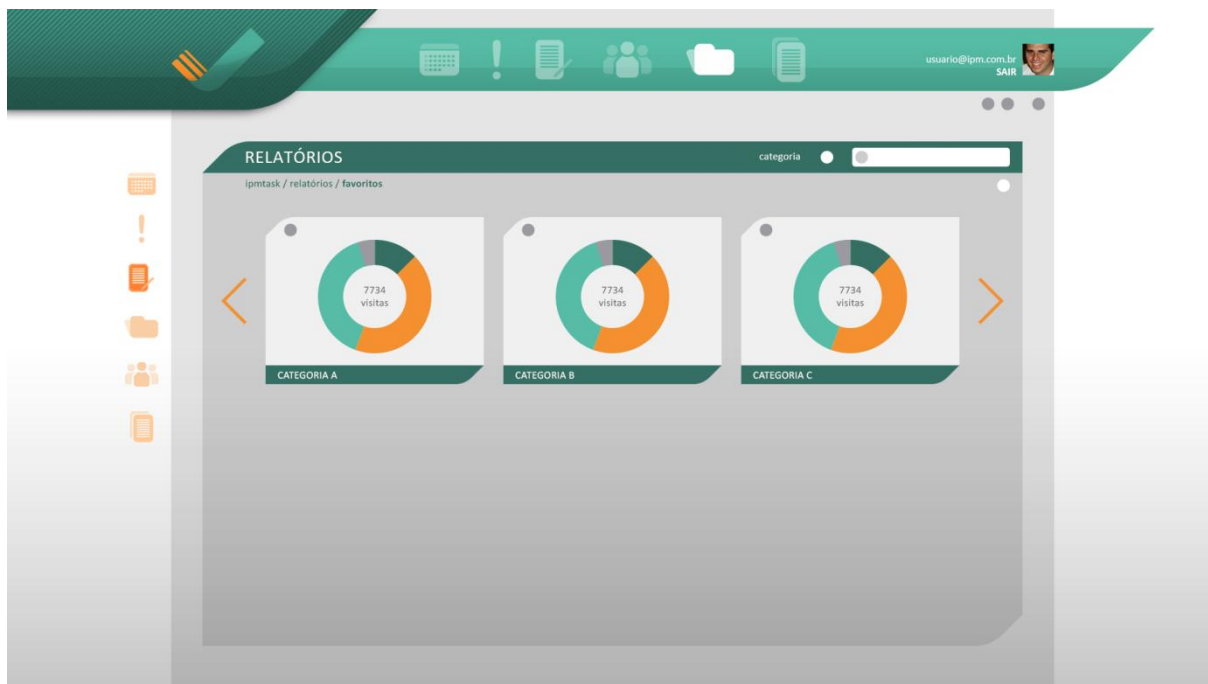 usuario@ipm.com.br
SAIR
RELATÓRIOS
categoria
ipmtask / relatórios / favoritos
7734
visitas
7734
visitas
7734
visitas
CATEGORIA A
CATEGORIA B
CATEGORIA C